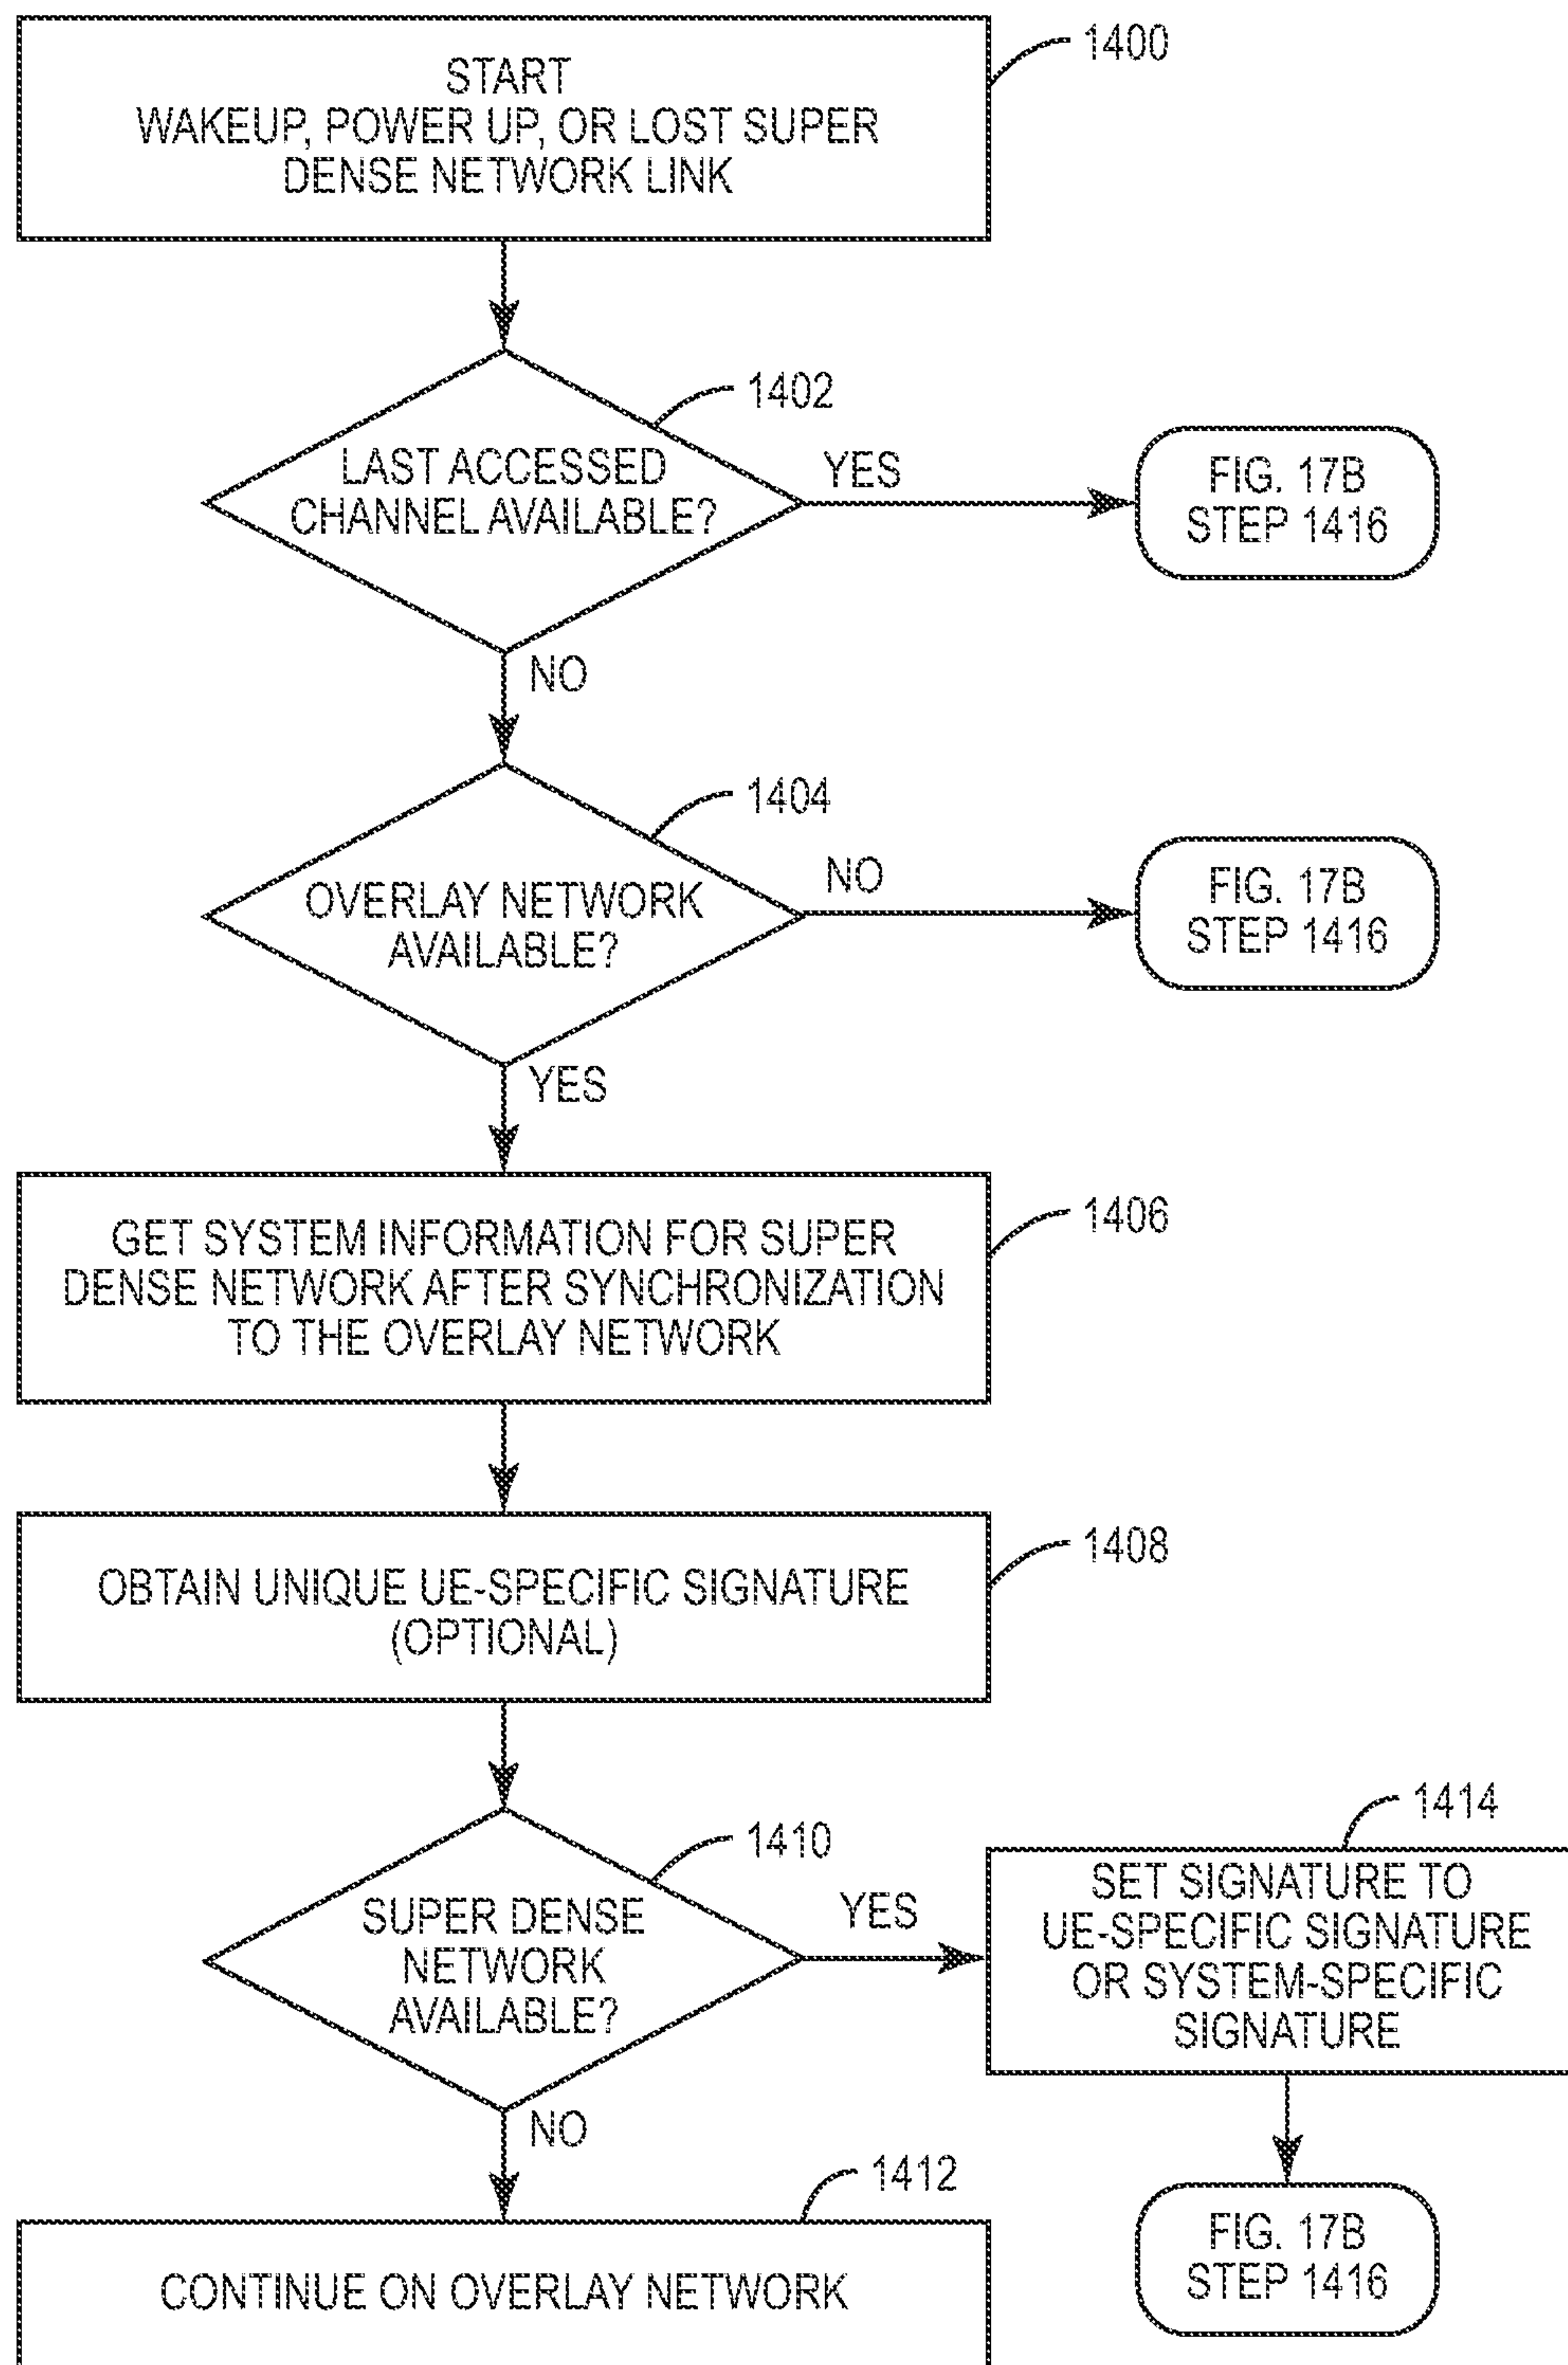 1400
START
WAKEUP, POWER UP, OR LOST SUPER
DENSE NETWORK LINK
1402
LAST ACCESSED
CHANNEL AVAILABLE?
YES
FIG. 17B
STEP 1416
NO
1404
OVERLAY NETWORK
AVAILABLE?
NO
FIG. 17B
STEP 1416
YES
1406
GET SYSTEM INFORMATION FOR SUPER
DENSE NETWORK AFTER SYNCHRONIZATION
TO THE OVERLAY NETWORK
1408
OBTAIN UNIQUE UE-SPECIFIC SIGNATURE
(OPTIONAL)
1410
SUPER DENSE
NETWORK
AVAILABLE?
YES
1414
SET SIGNATURE TO
UE-SPECIFIC SIGNATURE
OR SYSTEM-SPECIFIC
SIGNATURE
NO
1412
CONTINUE ON OVERLAY NETWORK
FIG. 17B
STEP 1416